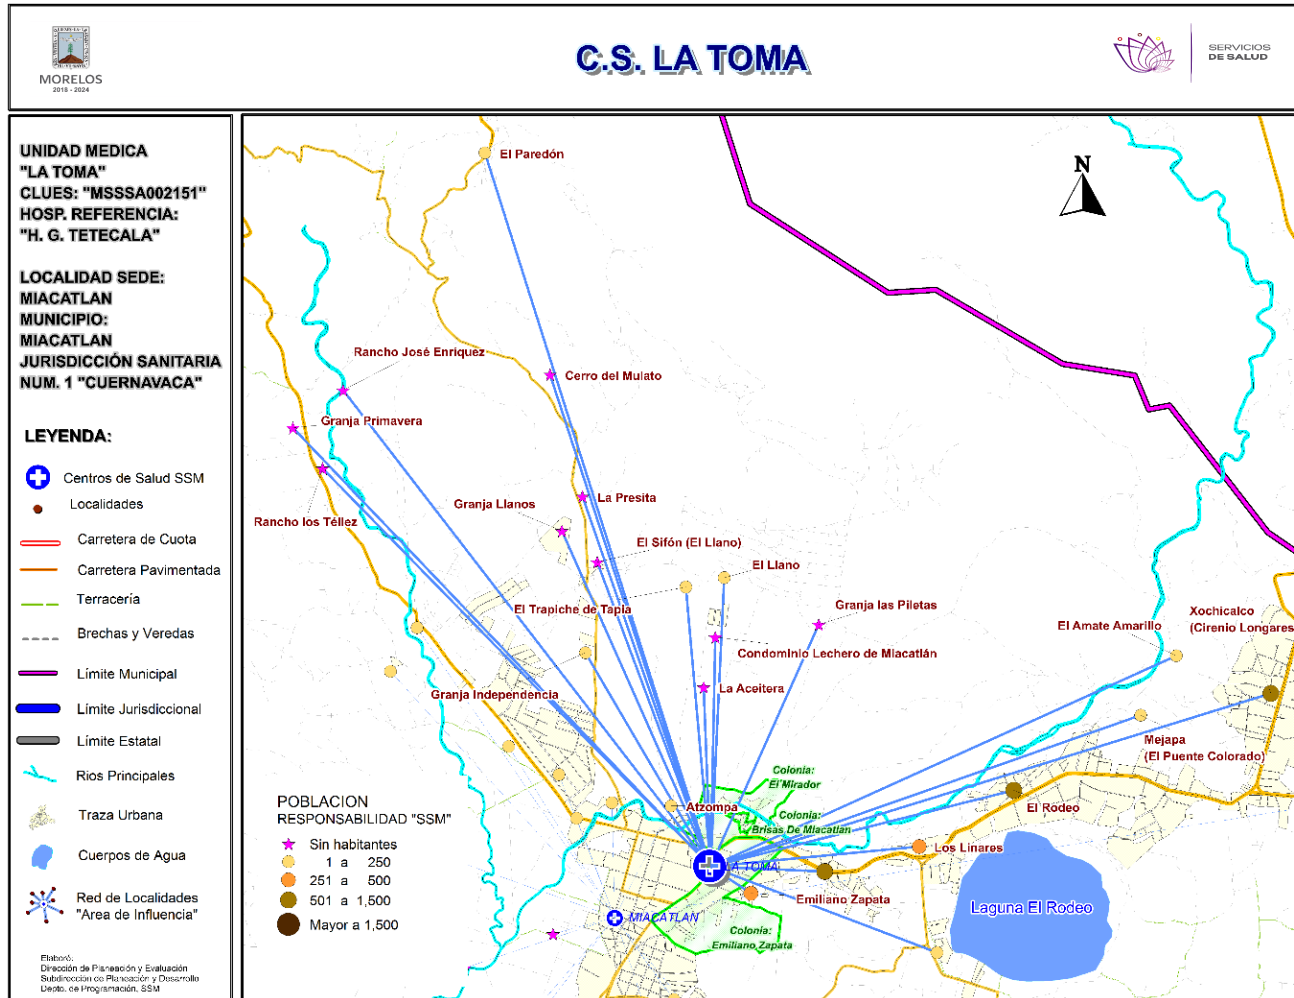 MORELOS
2018 - 2024
C.S. LA TOMA
SERVICIOS
DE SALUD
UNIDAD MEDICA
"LA TOMA"
CLUES: "MSSSA002151"
HOSP. REFERENCIA:
"H. G. TETECALA"
LOCALIDAD SEDE:
MIACATLAN
MUNICIPIO:
MIACATLAN
JURISDICCIÓN SANITARIA
NUM. 1 "CUERNAVACA"
LEYENDA:
Centros de Salud SSM
Localidades
Carretera de Cuota
Carretera Pavimentada
Terracería
Brechas y Veredas
Límite Municipal
Límite Jurisdiccional
Límite Estatal
Rios Principales
Traza Urbana
Cuerpos de Agua
Red de Localidades
"Area de Influencia"
Elaboró:
Dirección de Planeación y Evaluación
Subdirección de Planeación y Desarrollo
Depto. de Programación, SSM
N
El Paredón
Rancho José Enriquez
Cerro del Mulato
Granja Primavera
Granja Llanos
La Presita
Rancho los Téllez
El Sifón (El Llano)
El Llano
El Trapiche de Tapia
Granja las Piletas
Xochicalco
(Cirenio Longares
El Amate Amarillo
Condominio Lechero de Miacatlán
Granja Independencia
La Aceitera
Mejapa
(El Puente Colorado)
Colonia:
El Mirador
POBLACION
RESPONSABILIDAD "SSM"
Sin habitantes
1 a 250
251 a 500
501 a 1,500
Mayor a 1,500
Atzompa
El Rodeo
Colonia:
Brisas De Miacatlán
Los Linares
LA TOMA
Emiliano Zapata
Laguna El Rodeo
MIACATLAN
Colonia:
Emiliano Zapata